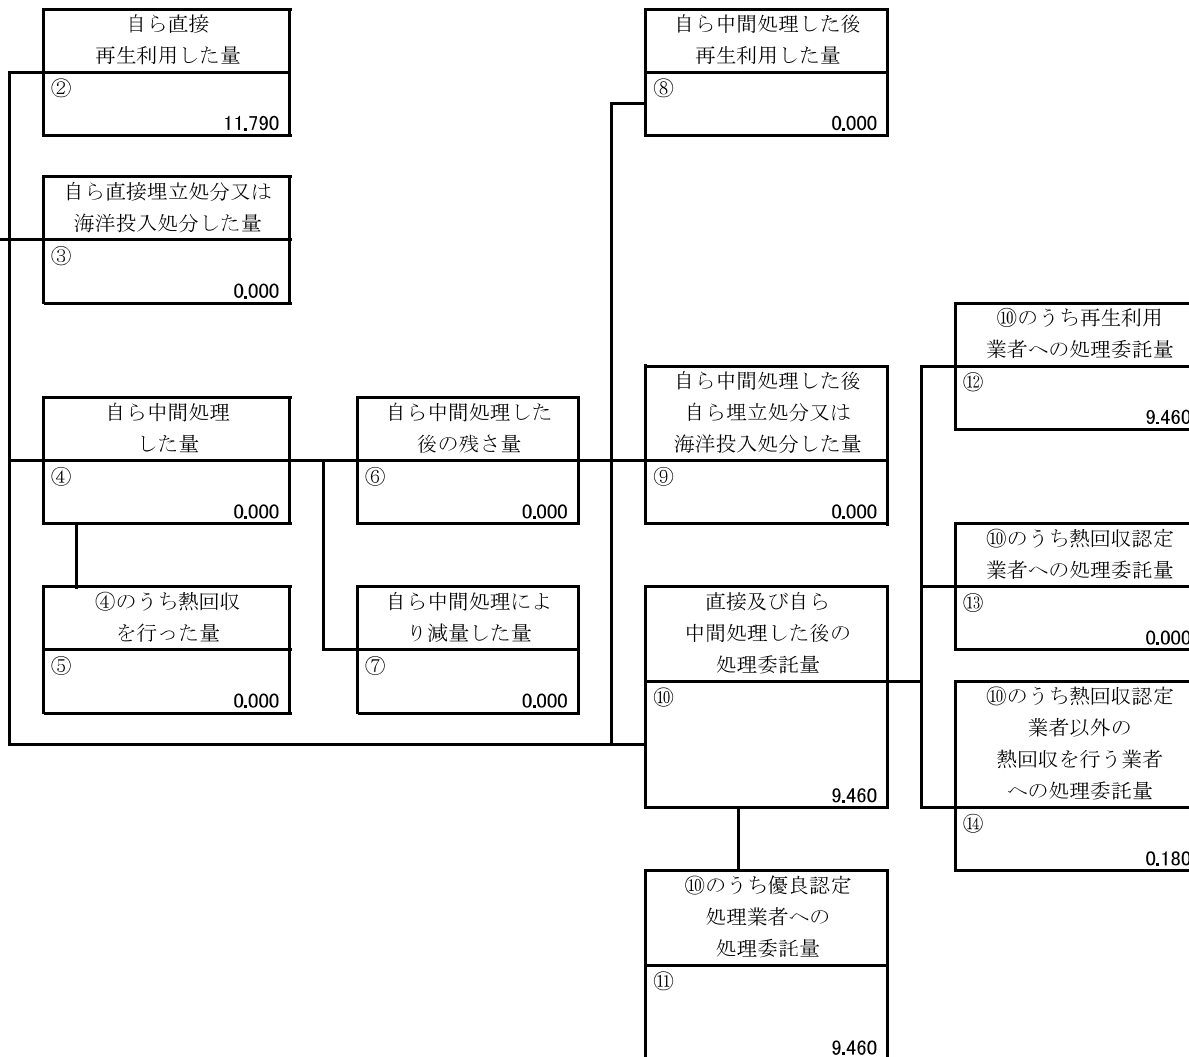 自ら直接
再生利用した量
②
11.790
自ら直接埋立処分又は
海洋投入処分した量
③
0.000
自ら中間処理
した量
④
0.000
④のうち熱回収
を行った量
⑤
0.000
自ら中間処理した
後の残さ量
⑥
0.000
自ら中間処理によ
り減量した量
⑦
0.000
自ら中間処理した後
再生利用した量
⑧
0.000
自ら中間処理した後
自ら埋立処分又は
海洋投入処分した量
⑨
0.000
直接及び自ら
中間処理した後の
処理委託量
⑩
9.460
⑩のうち優良認定
処理業者への
処理委託量
⑪
9.460
⑩のうち再生利用
業者への処理委託量
⑫
9.460
⑩のうち熱回収認定
業者への処理委託量
⑬
0.000
⑩のうち熱回収認定
業者以外の
熱回収を行う業者
への処理委託量
⑭
0.180